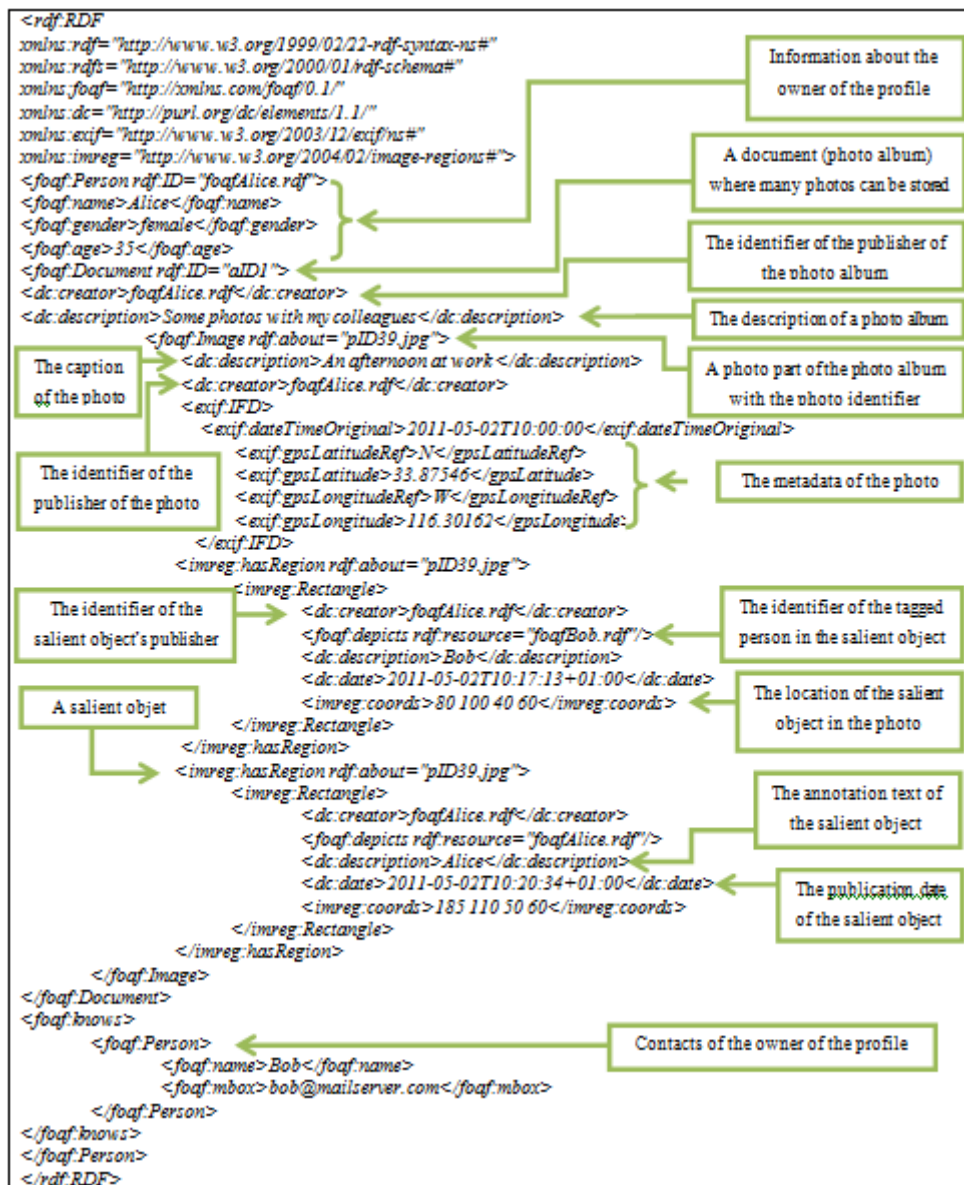 <rdf:RDF
xmlns:rdf="http://www.w3.org/1999/02/22-rdf-syntax-ns#"
xmlns:rdfs="http://www.w3.org/2000/01/rdf-schema#"
xmlns:foaf="http://xmlns.com/foaf/0.1/"
xmlns:dc="http://purl.org/dc/elements/1.1/"
xmlns:exif="http://www.w3.org/2003/12/exif/ns#"
xmlns:imreg="http://www.w3.org/2004/02/image-regions#">
<foaf:Person rdf:ID="foafAlice.rdf">
<foaf:name>Alice</foaf:name>
<foaf:gender>female</foaf:gender>
<foaf:age>35</foaf:age>
<foaf:Document rdf:ID="aID1">
<dc:creator>foafAlice.rdf</dc:creator>
<dc:description>Some photos with my colleagues</dc:description>
<foaf:Image rdf:about="pID39.jpg">
<dc:description>An afternoon at work </dc:description>
<dc:creator>foafAlice.rdf</dc:creator>
<exif:IFD>
<exif:dateTimeOriginal>2011-05-02T10:00:00</exif:dateTimeOriginal>
<exif:gpsLatitudeRef>N</gpsLatitudeRef>
<exif:gpsLatitude>33.87546</gpsLatitude>
<exif:gpsLongitudeRef>W</gpsLongitudeRef>
<exif:gpsLongitude>116.30162</gpsLongitude>
</exif:IFD>
<imreg:hasRegion rdf:about="pID39.jpg">
<imreg:Rectangle>
<dc:creator>foafAlice.rdf</dc:creator>
<foaf:depicts rdf:resource="foafBob.rdf"/>
<dc:description>Bob</dc:description>
<dc:date>2011-05-02T10:17:13+01:00</dc:date>
<imreg:coords>80 100 40 60</imreg:coords>
</imreg:Rectangle>
</imreg:hasRegion>
<imreg:hasRegion rdf:about="pID39.jpg">
<imreg:Rectangle>
<dc:creator>foafAlice.rdf</dc:creator>
<foaf:depicts rdf:resource="foafAlice.rdf"/>
<dc:description>Alice</dc:description>
<dc:date>2011-05-02T10:20:34+01:00</dc:date>
<imreg:coords>185 110 50 60</imreg:coords>
</imreg:Rectangle>
</imreg:hasRegion>
</foaf:Image>
</foaf:Document>
<foaf:knows>
<foaf:Person>
<foaf:name>Bob</foaf:name>
<foaf:mbox>bob@mailserver.com</foaf:mbox>
</foaf:Person>
</foaf:knows>
</foaf:Person>
</rdf:RDF>
Information about the
owner of the profile
A document (photo album)
where many photos can be stored
The identifier of the publisher of
the photo album
The description of a photo album
A photo part of the photo album
with the photo identifier
The caption
of the photo
The identifier of the
publisher of the photo
The metadata of the photo
The identifier of the
salient object's publisher
The identifier of the tagged
person in the salient object
The location of the salient
object in the photo
A salient objet
The annotation text of
the salient object
The publication date
of the salient object
Contacts of the owner of the profile